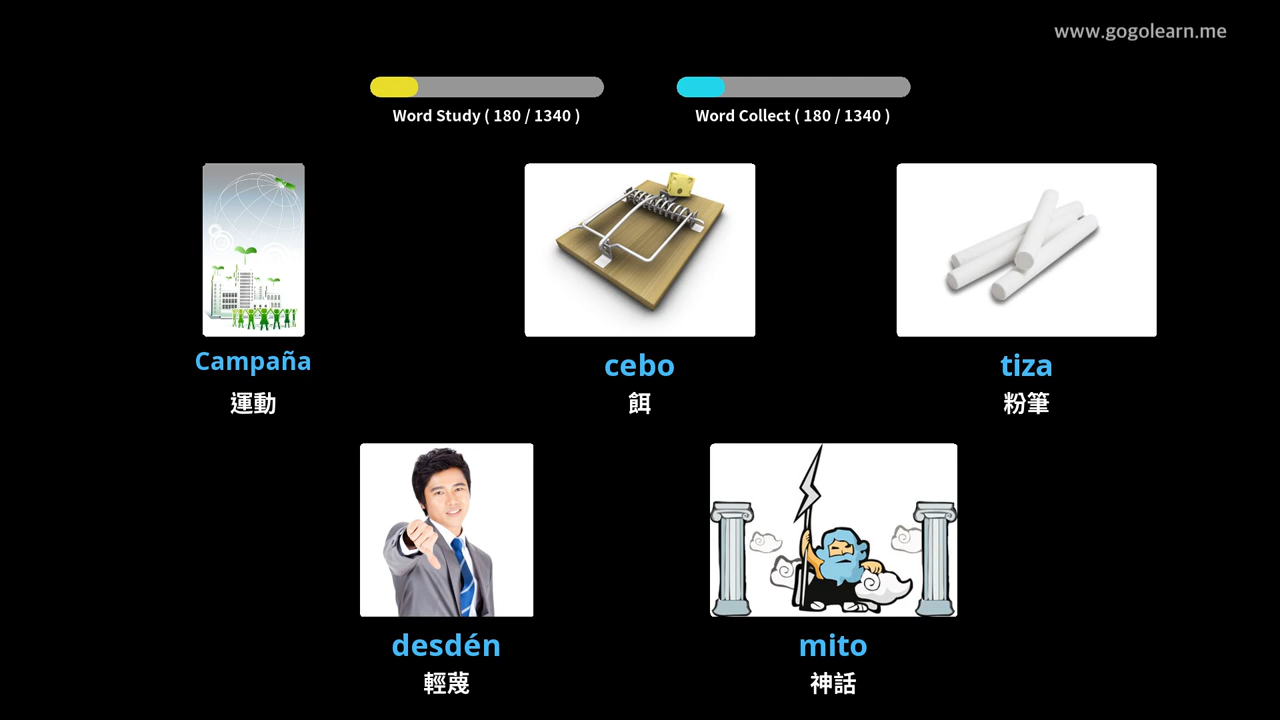 www.gogolearn.me
Word Study ( 180 / 1340 )
Word Collect ( 180 / 1340 )
Campaña
運動
cebo
餌
tiza
粉筆
desdén
輕蔑
mito
神話